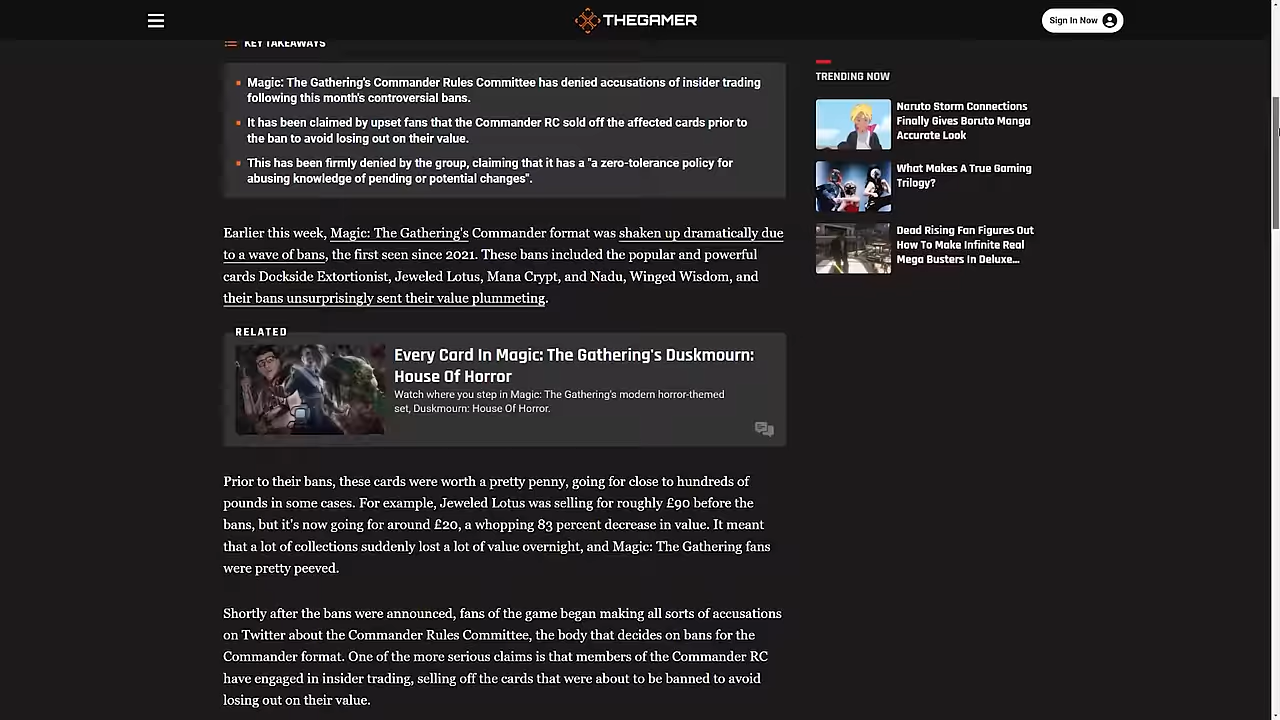 THEGAMER
Sign In Now
KEY TAKEAWAYS
Magic: The Gathering's Commander Rules Committee has denied accusations of insider trading
following this month's controversial bans.
It has been claimed by upset fans that the Commander RC sold off the affected cards prior to
the ban to avoid losing out on their value.
This has been firmly denied by the group, claiming that it has a "a zero-tolerance policy for
abusing knowledge of pending or potential changes".
Earlier this week, Magic: The Gathering's Commander format was shaken up dramatically due
to a wave of bans, the first seen since 2021. These bans included the popular and powerful
cards Dockside Extortionist, Jeweled Lotus, Mana Crypt, and Nadu, Winged Wisdom, and
their bans unsurprisingly sent their value plummeting.
RELATED
Every Card In Magic: The Gathering's Duskmourn:
House Of Horror
Watch where you step in Magic: The Gathering's modern horror-themed
set, Duskmourn: House Of Horror.
Prior to their bans, these cards were worth a pretty penny, going for close to hundreds of
pounds in some cases. For example, Jeweled Lotus was selling for roughly £90 before the
bans, but it's now going for around £20, a whopping 83 percent decrease in value. It meant
that a lot of collections suddenly lost a lot of value overnight, and Magic: The Gathering fans
were pretty peeved.
Shortly after the bans were announced, fans of the game began making all sorts of accusations
on Twitter about the Commander Rules Committee, the body that decides on bans for the
Commander format. One of the more serious claims is that members of the Commander RC
have engaged in insider trading, selling off the cards that were about to be banned to avoid
losing out on their value.
TRENDING NOW
Naruto Storm Connections
Finally Gives Boruto Manga
Accurate Look
What Makes A True Gaming
Trilogy?
Dead Rising Fan Figures Out
How To Make Infinite Real
Mega Busters In Deluxe...